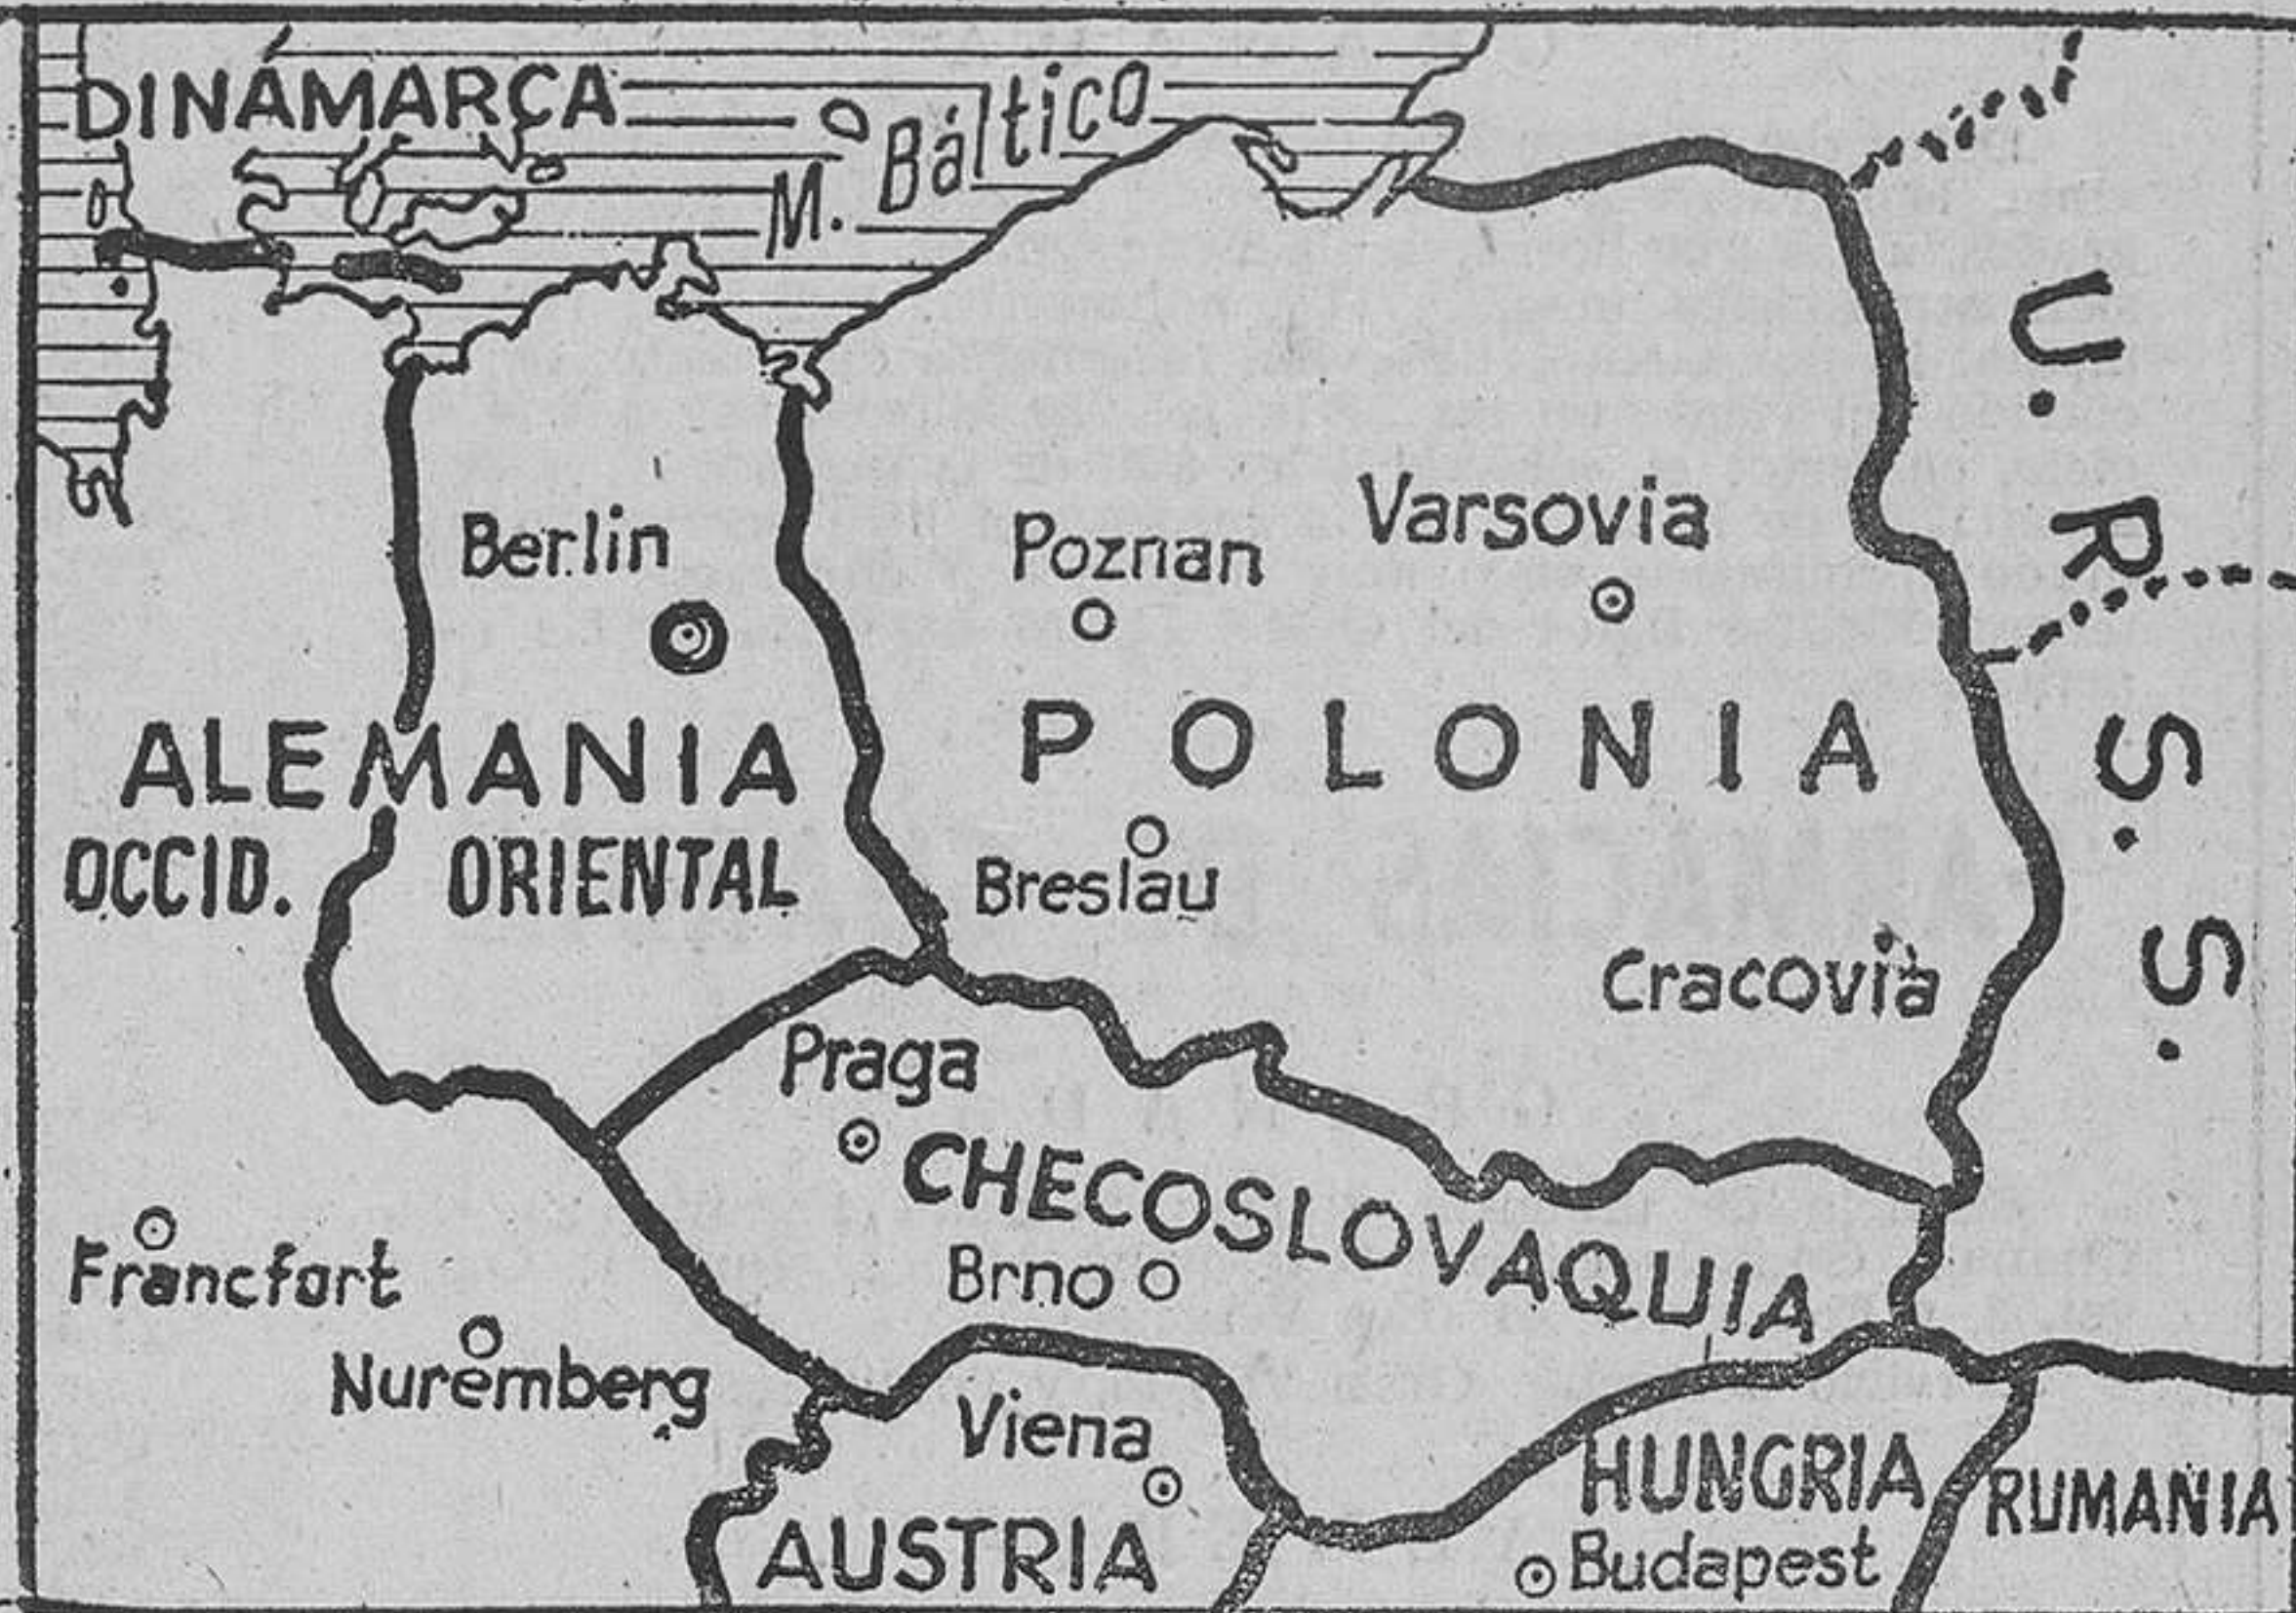 DINAMARCA
M. Báltico
U. R. S. S.
Berlin
Poznan
Varsovia
ALEMANIA
OCCID.
ORIENTAL
POLONIA
Breslau
Cracovia
Praga
CHECOSLOVAQUIA
Brno
Francfort
Nuremberg
Viena
AUSTRIA
HUNGRIA
Budapest
RUMANIA